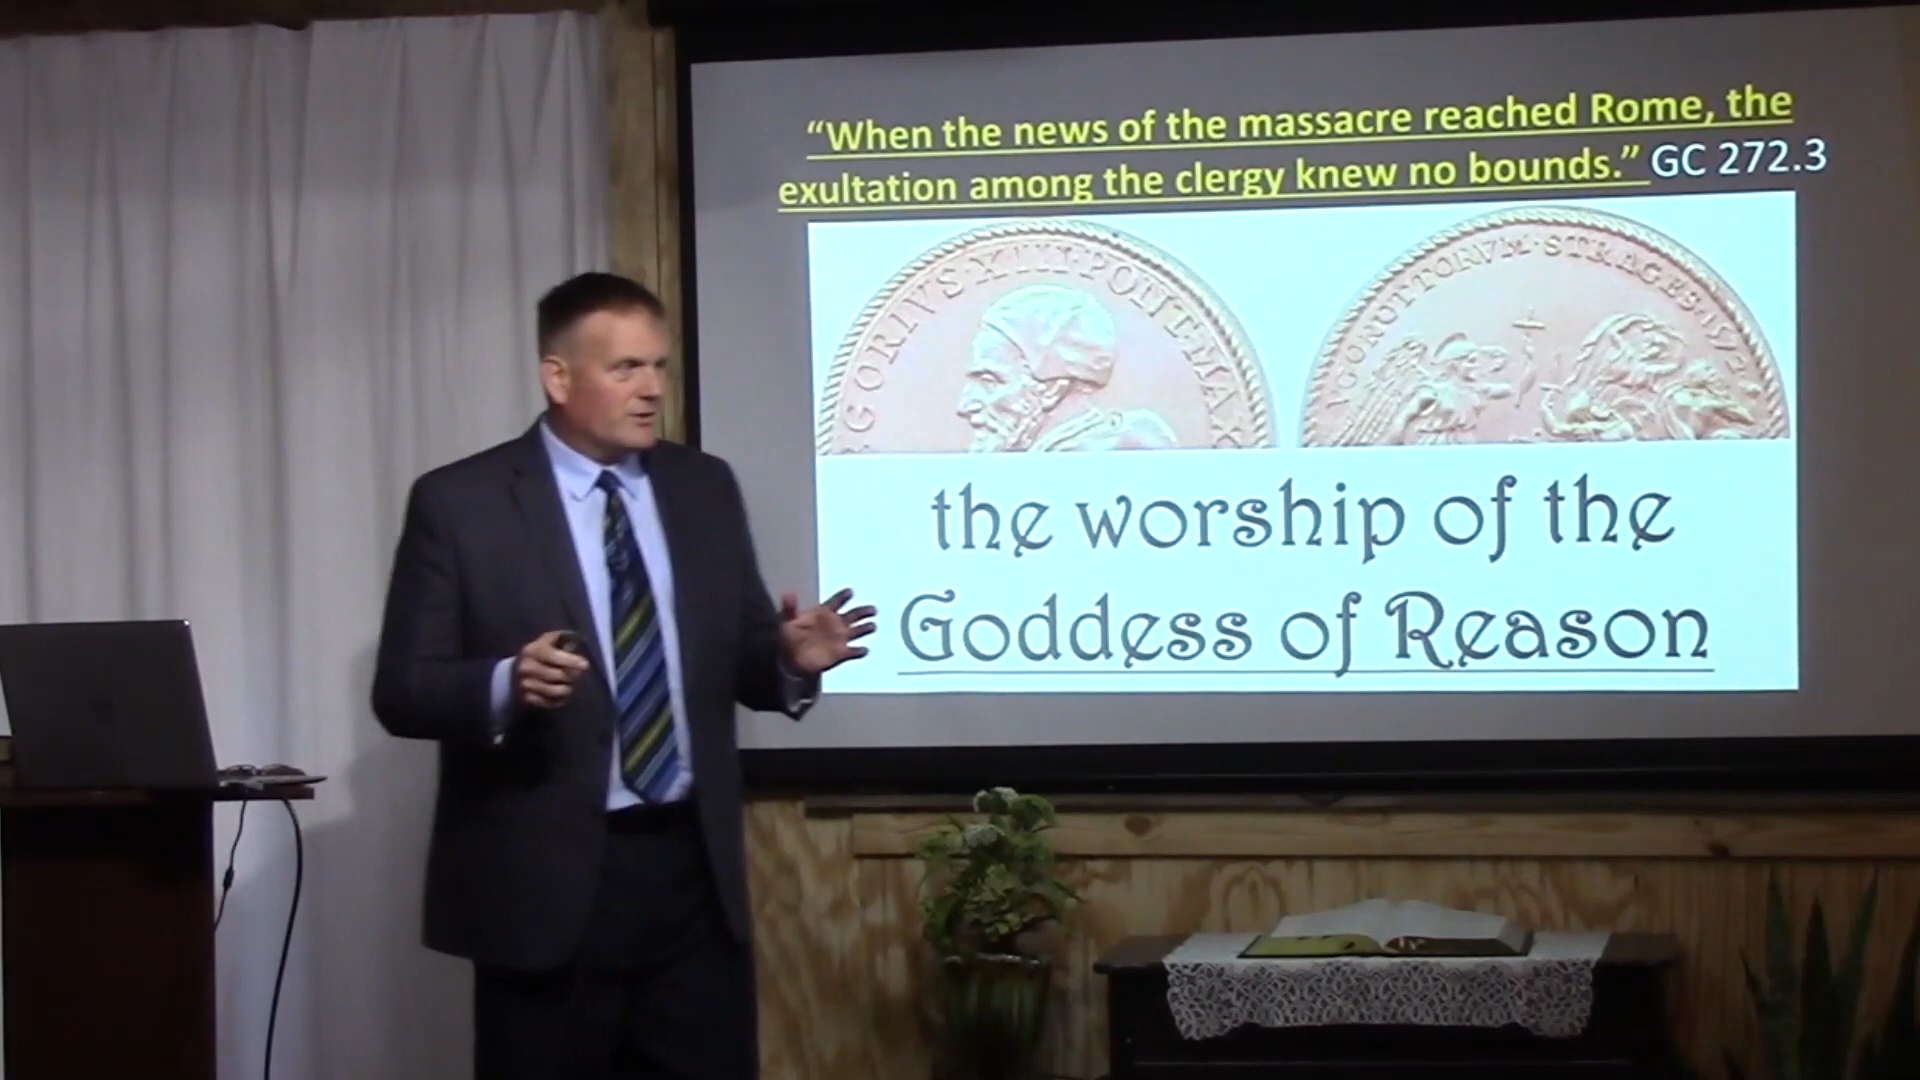 “When the news of the massacre reached Rome, the
exultation among the clergy knew no bounds.” GC 272.3
GORIVS·XIII·PONT·MAX
VGONOTTORVM·STRAGES·1572
the worship of the
Goddess of Reason